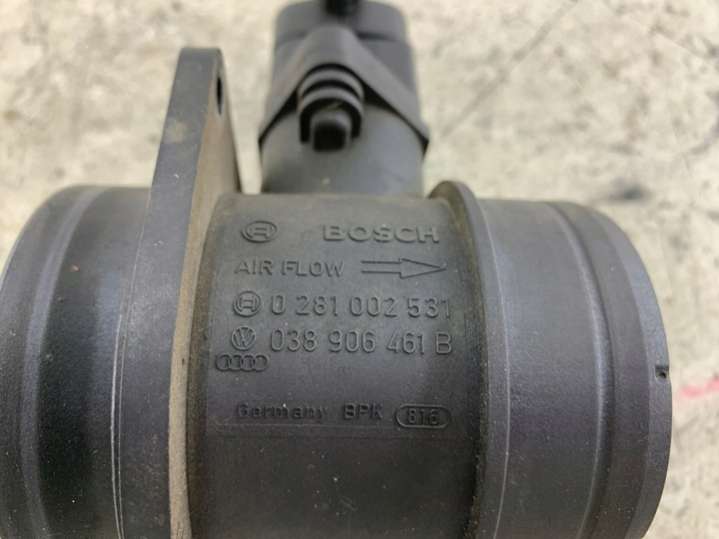 BOSCH
AIR FLOW
0 281 002 531
038 906 461 B
Germany BPK 816